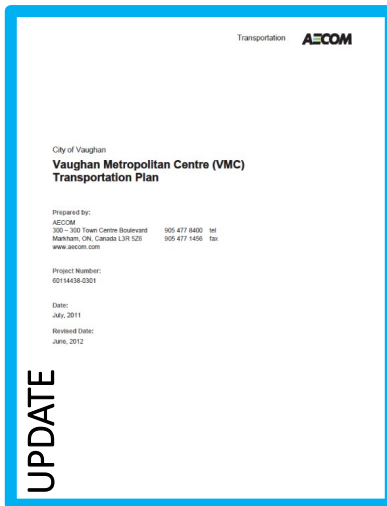 Transportation AECOM
City of Vaughan
Vaughan Metropolitan Centre (VMC)
Transportation Plan
Prepared by:
AECOM
300 – 300 Town Centre Boulevard 905 477 8400 tel
Markham, ON, Canada L3R 5Z6 905 477 1456 fax
www.aecom.com
Project Number:
60114438-0301
Date:
July, 2011
Revised Date:
June, 2012
UPDATE